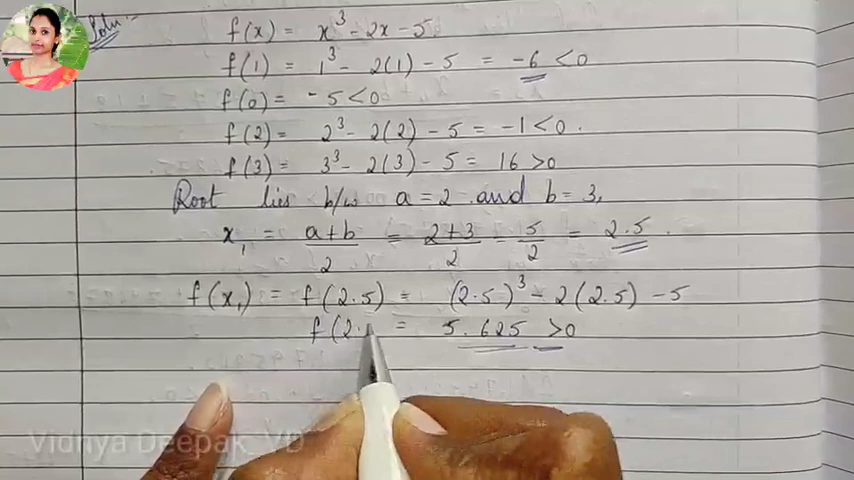 Soln:-
f(x) = x³ - 2x - 5
f(1) = 1³ - 2(1) - 5 = -6 < 0
f(0) = -5 < 0
f(2) = 2³ - 2(2) - 5 = -1 < 0.
f(3) = 3³ - 2(3) - 5 = 16 > 0
Root lies b/w a = 2 and b = 3,
x₁ = a+b/2 = 2+3/2 = 5/2 = 2.5.
f(x₁) = f(2.5) = (2.5)³ - 2(2.5) - 5
f(2. = 5.625 > 0
Vidhya Deepak_VD